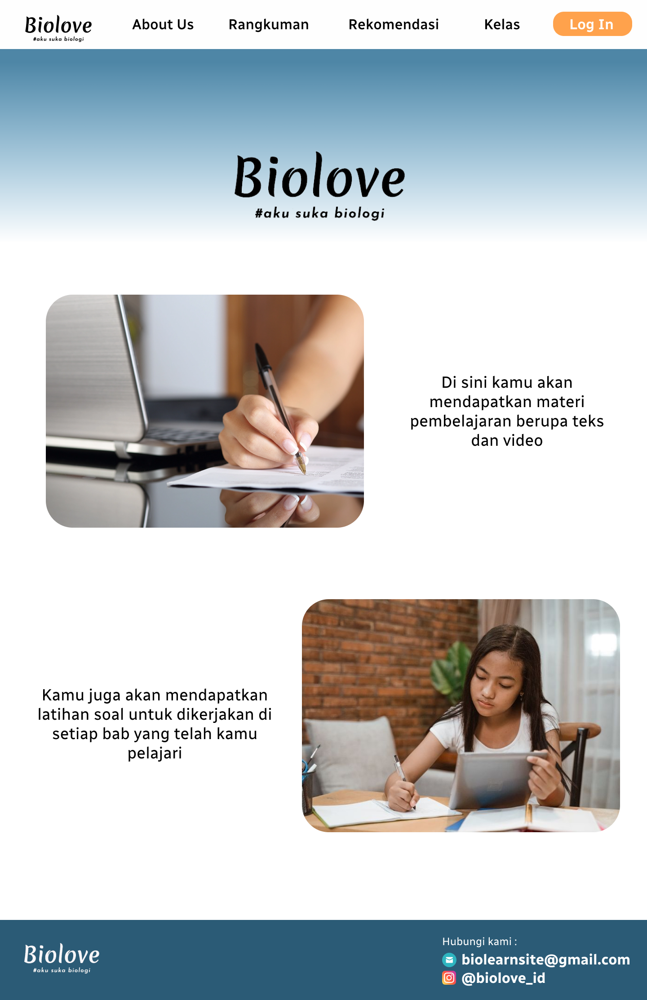 Biolove
#aku suka biologi
About Us
Rangkuman
Rekomendasi
Kelas
Log In
Biolove
#aku suka biologi
Di sini kamu akan
mendapatkan materi
pembelajaran berupa teks
dan video
Kamu juga akan mendapatkan
latihan soal untuk dikerjakan di
setiap bab yang telah kamu
pelajari
Biolove
#aku suka biologi
Hubungi kami :
biolearnsite@gmail.com
@biolove_id